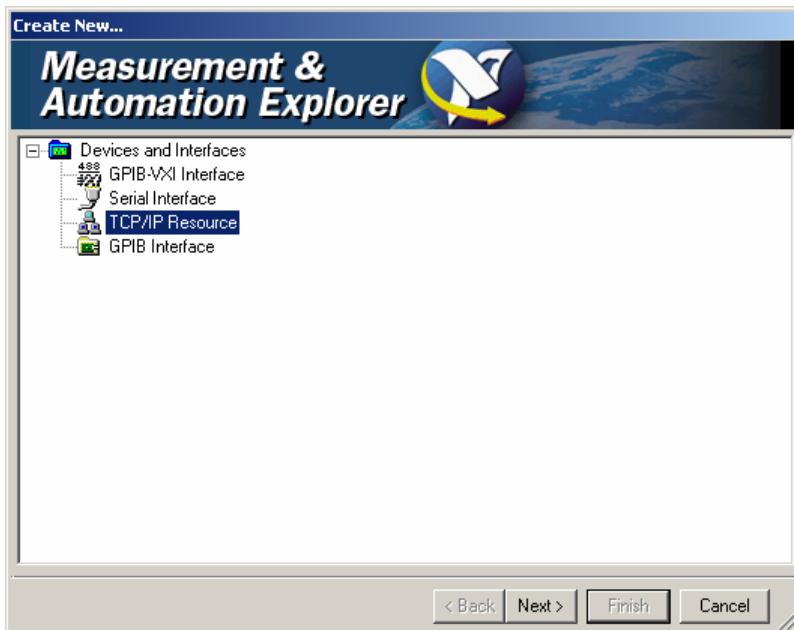 Create New...
Measurement &
Automation Explorer
Devices and Interfaces
GPIB-VXI Interface
Serial Interface
TCP/IP Resource
GPIB Interface
< Back Next > Finish Cancel